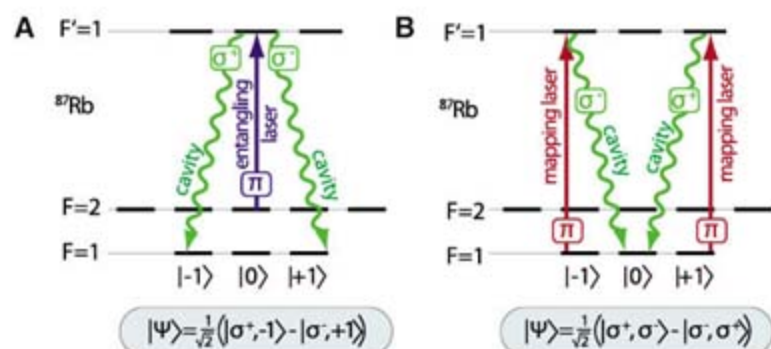 A
F'=1
⁸⁷Rb
σ⁺
σ⁻
entangling
laser
cavity
cavity
π
F=2
F=1
|-1⟩ |0⟩ |+1⟩
|Ψ⟩=1/√2(|σ⁺,-1⟩-|σ⁻,+1⟩)
B
F'=1
⁸⁷Rb
mapping laser
σ⁻
σ⁺
mapping laser
cavity
cavity
F=2
π
π
F=1
|-1⟩ |0⟩ |+1⟩
|Ψ⟩=1/√2(|σ⁺,σ⁻⟩-|σ⁻,σ⁺⟩)